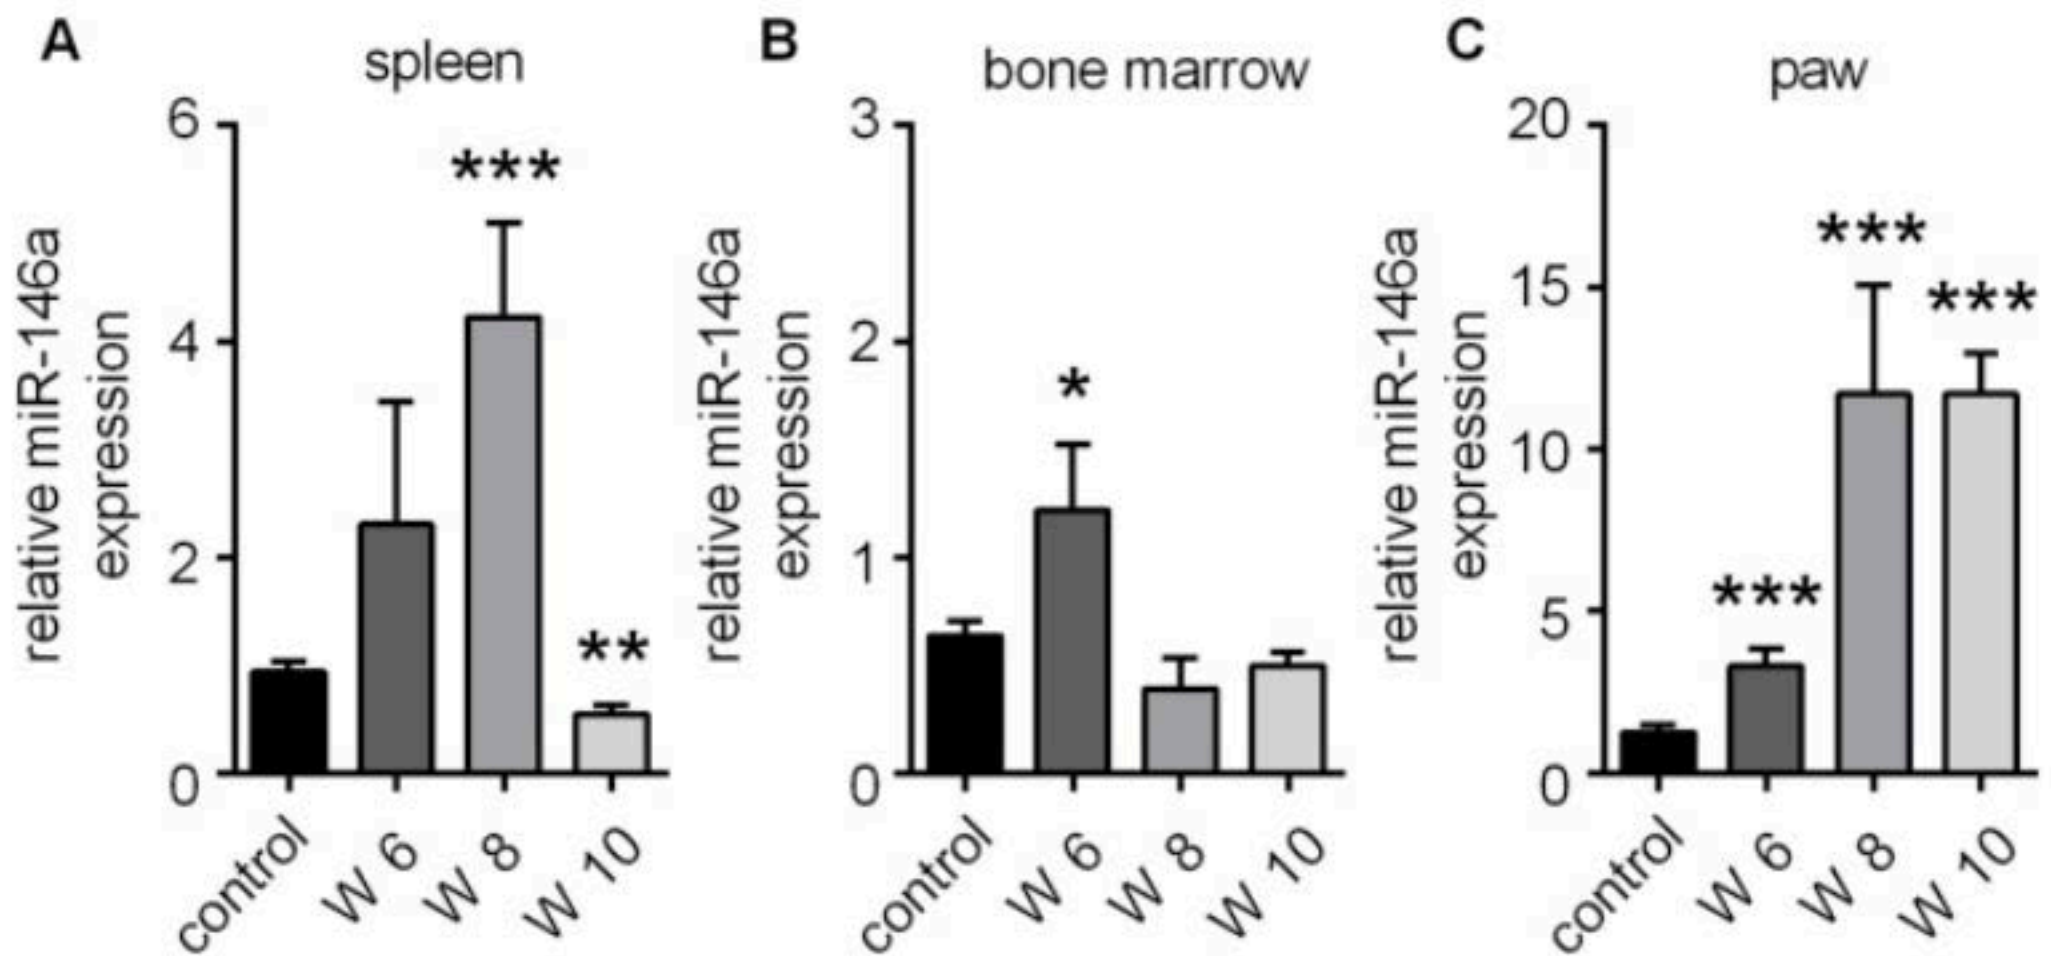 A
spleen
relative miR-146a
expression
6
4
2
0
***
**
control
W 6
W 8
W 10
B
bone marrow
relative miR-146a
expression
3
2
1
0
*
control
W 6
W 8
W 10
C
paw
relative miR-146a
expression
20
15
10
5
0
***
***
***
control
W 6
W 8
W 10